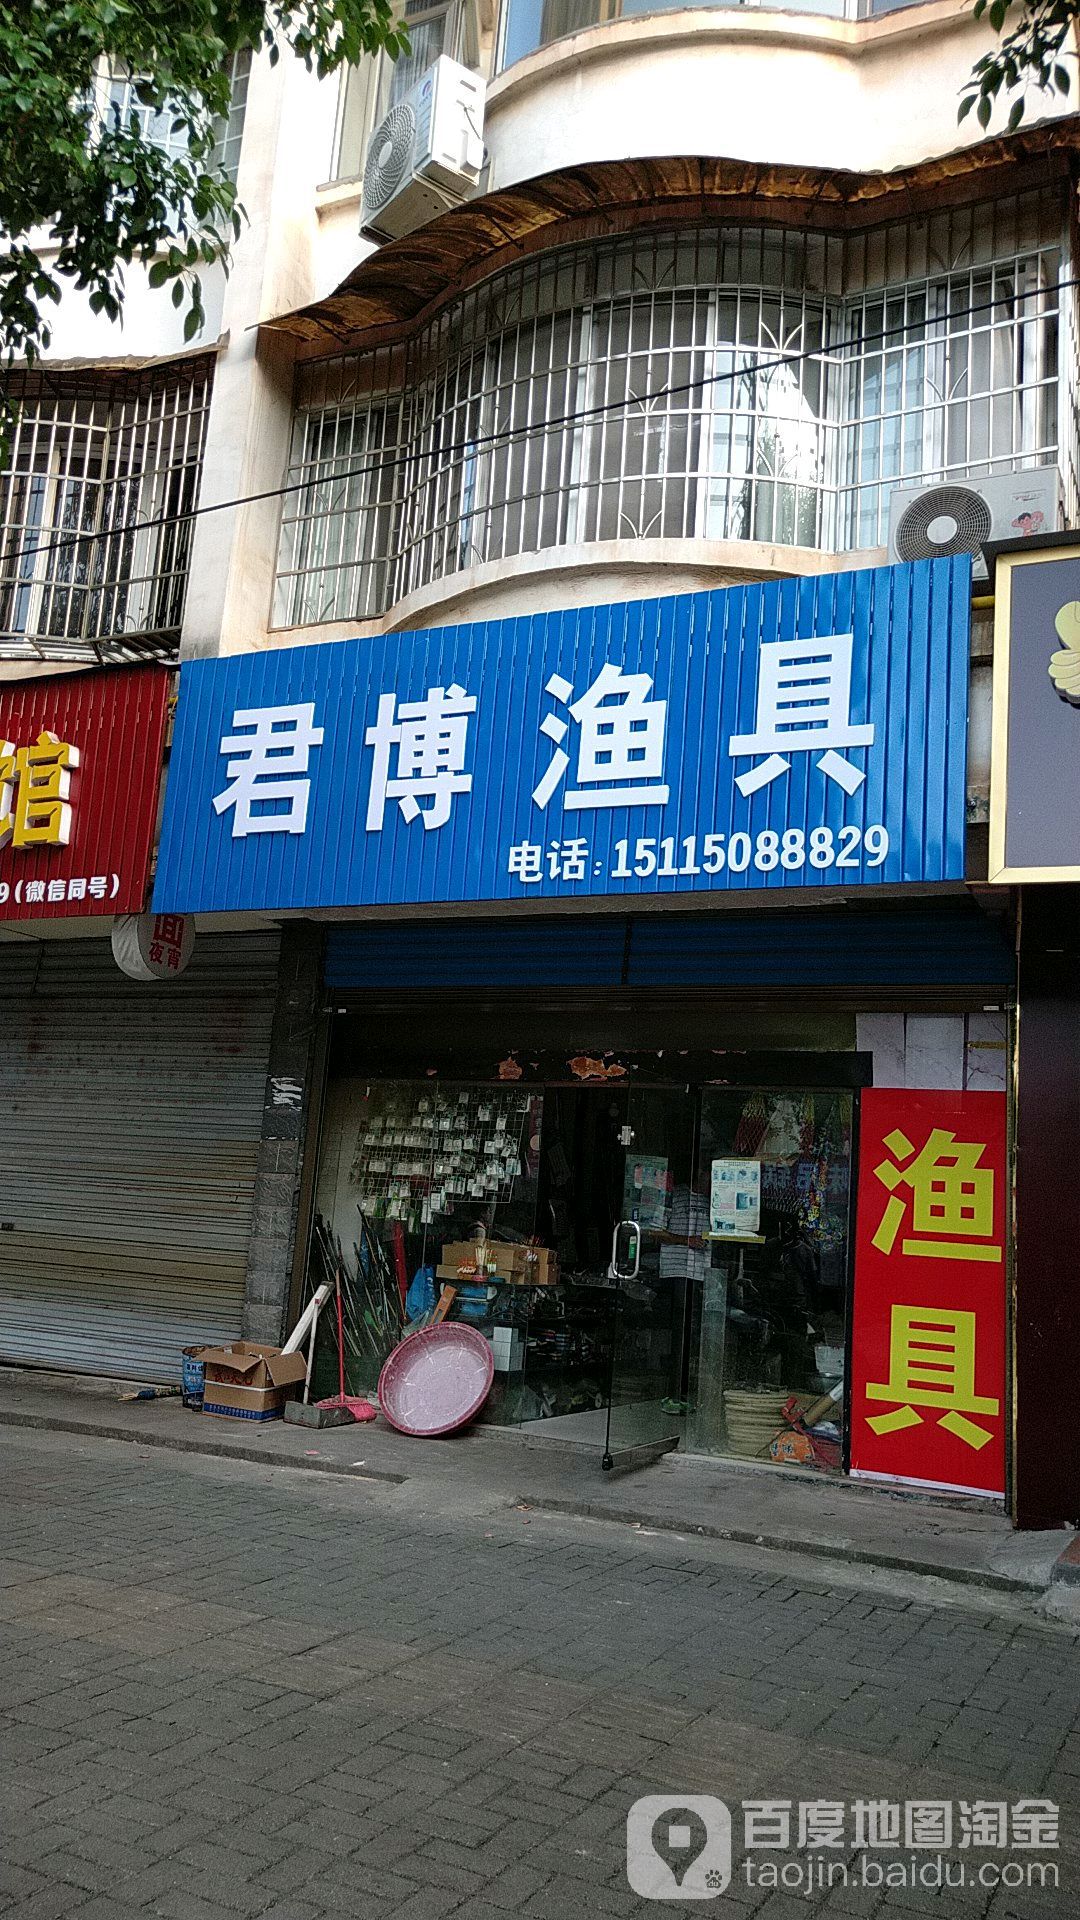 君博渔具
电话：15115088829
馆
9（微信同号）
夜宵
渔具
百度地图淘金
taojin.baidu.com